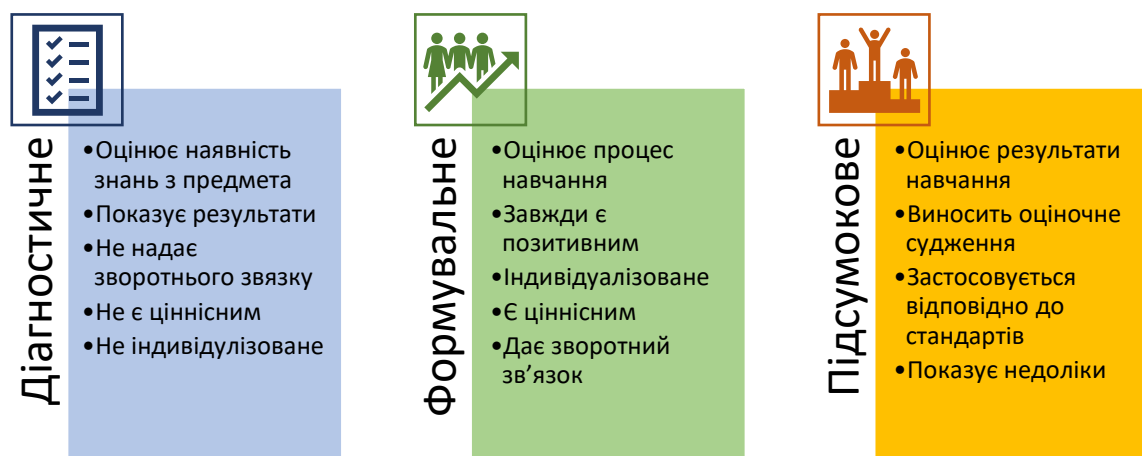 Діагностичне
•Оцінює наявність
знань з предмета
•Показує результати
•Не надає
зворотнього звязку
•Не є ціннісним
•Не індивідулізоване
Формувальне
•Оцінює процес
навчання
•Завжди є
позитивним
•Індивідуалізоване
•Є ціннісним
•Дає зворотний
зв’язок
Підсумокове
•Оцінює результати
навчання
•Виносить оціночне
судження
•Застосовується
відповідно до
стандартів
•Показує недоліки